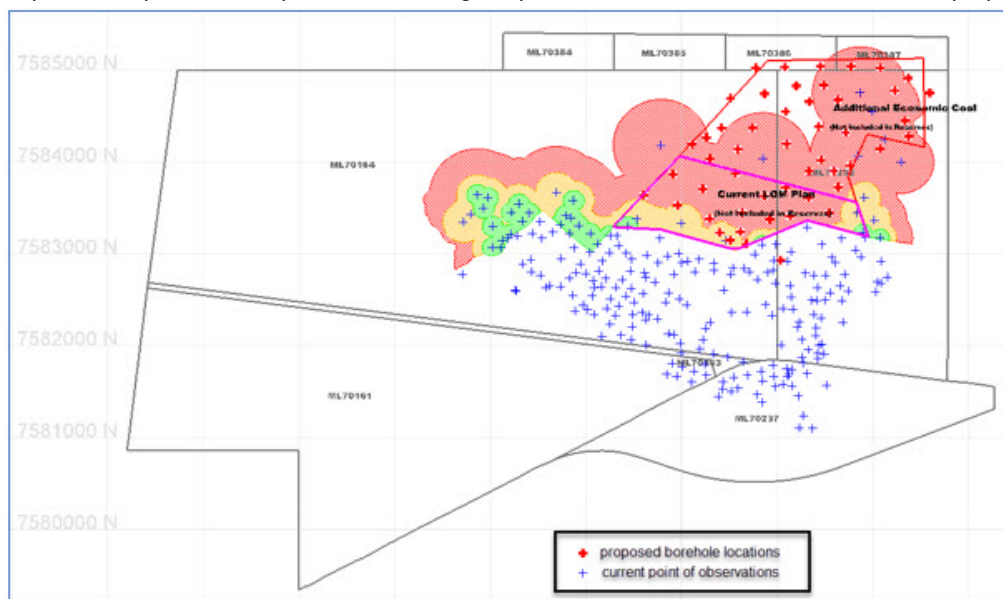 ML70384
ML70385
ML70386
ML70387
7585000 N
Additional Economic Coal
(Not Included in Reserves)
7584000 N
ML70164
Current LOM Plan
(Not Included in Reserves)
7583000 N
7582000 N
ML70161
ML70237
7581000 N
7580000 N
proposed borehole locations
current point of observations